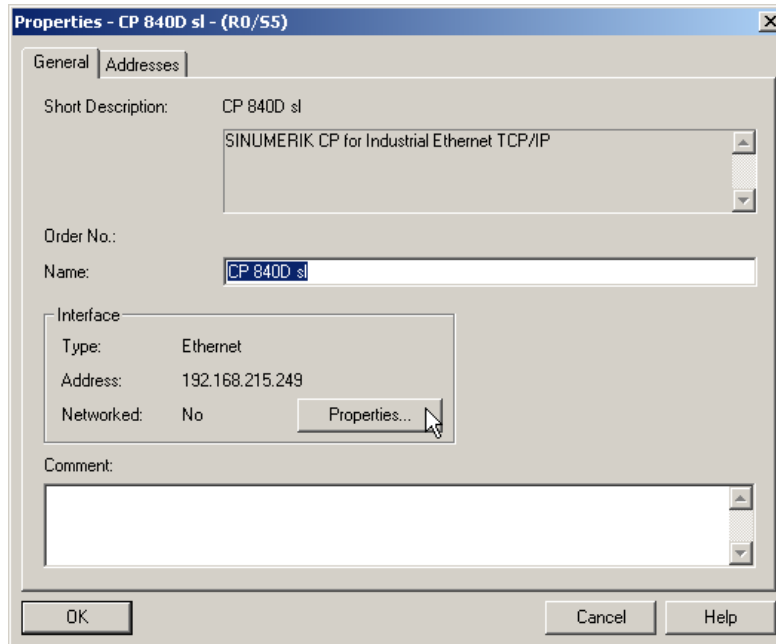 Properties - CP 840D sl - (R0/S5)
General Addresses
Short Description: CP 840D sl
SINUMERIK CP for Industrial Ethernet TCP/IP
Order No.:
Name: CP 840D sl
Interface
Type: Ethernet
Address: 192.168.215.249
Networked: No Properties...
Comment:
OK Cancel Help